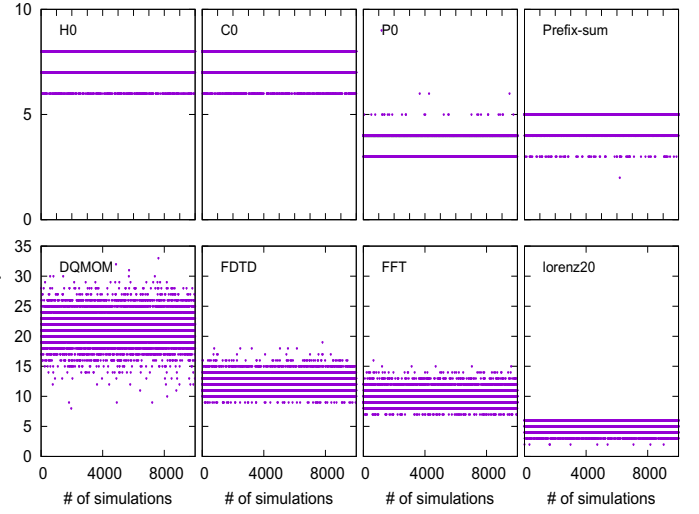 10
5
0
H0
C0
P0
Prefix-sum
35
30
25
20
15
10
5
0
DQMOM
FDTD
FFT
lorenz20
0 4000 8000 0 4000 8000 0 4000 8000 0 4000 8000
# of simulations # of simulations # of simulations # of simulations